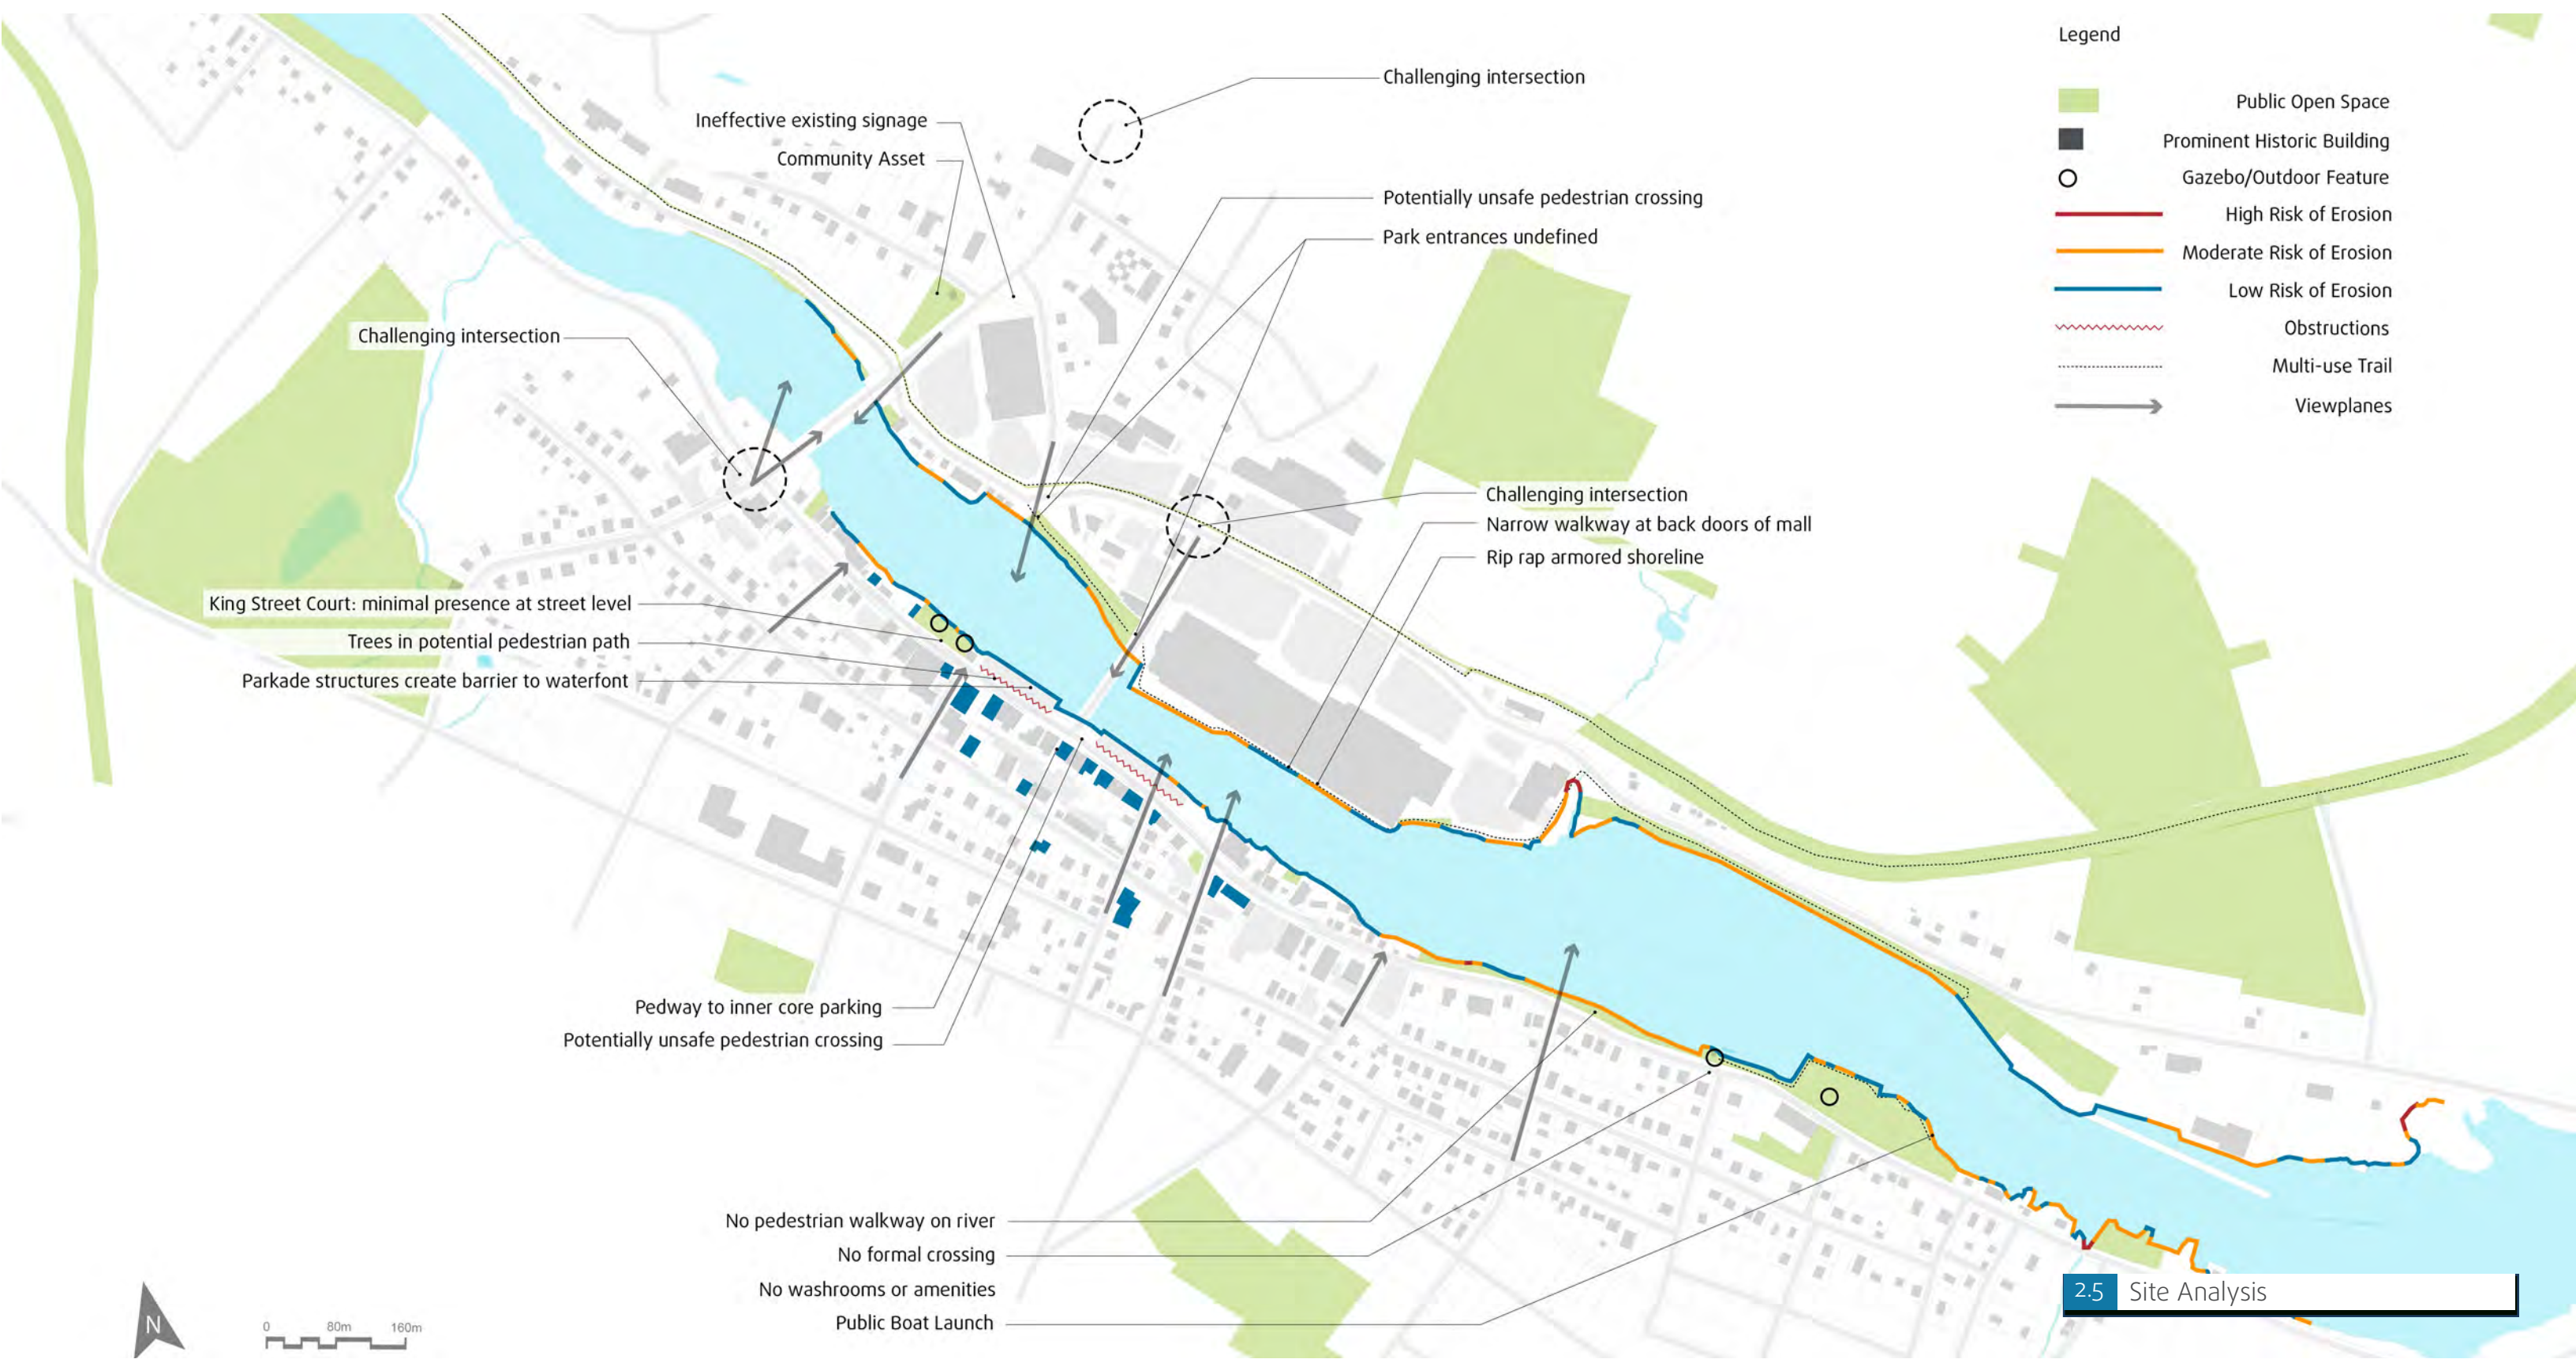 Legend
Public Open Space
Prominent Historic Building
Gazebo/Outdoor Feature
High Risk of Erosion
Moderate Risk of Erosion
Low Risk of Erosion
Obstructions
Multi-use Trail
Viewplanes
Challenging intersection
Ineffective existing signage
Community Asset
Potentially unsafe pedestrian crossing
Park entrances undefined
Challenging intersection
Challenging intersection
Narrow walkway at back doors of mall
Rip rap armored shoreline
King Street Court: minimal presence at street level
Trees in potential pedestrian path
Parkade structures create barrier to waterfont
Pedway to inner core parking
Potentially unsafe pedestrian crossing
No pedestrian walkway on river
No formal crossing
No washrooms or amenities
Public Boat Launch
N
0 80m 160m
2.5 Site Analysis